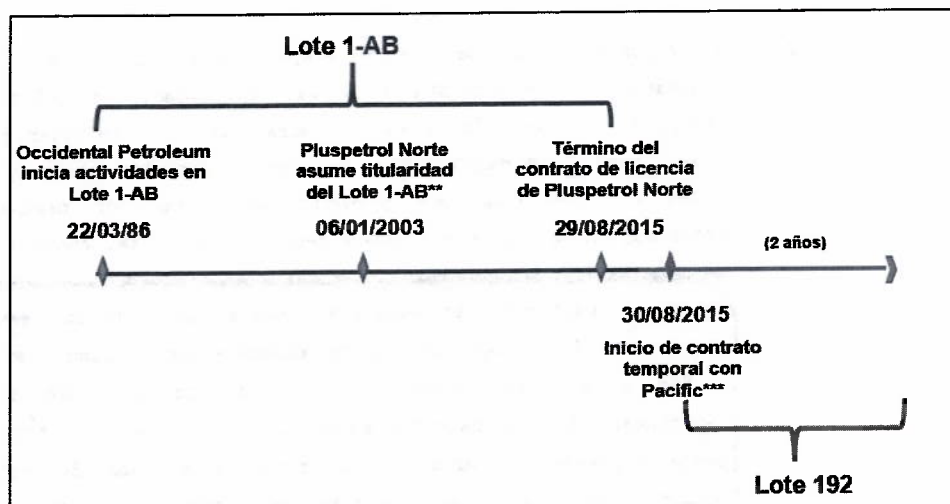 Lote 1-AB
Occidental Petroleum
inicia actividades en
Lote 1-AB
22/03/86
Pluspetrol Norte
asume titularidad
del Lote 1-AB**
06/01/2003
Término del
contrato de licencia
de Pluspetrol Norte
29/08/2015
(2 años)
30/08/2015
Inicio de contrato
temporal con
Pacific***
Lote 192